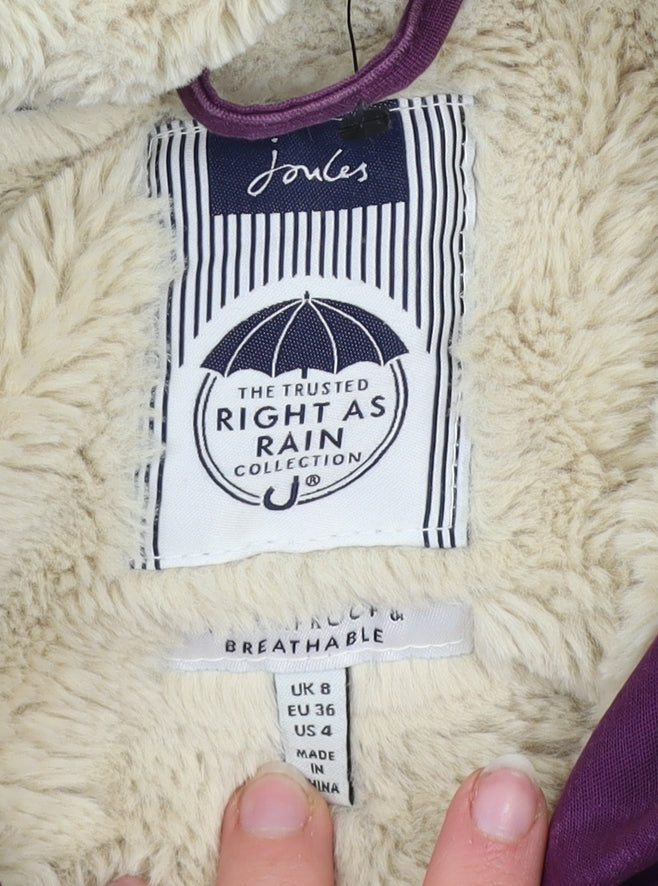 Joules
THE TRUSTED
RIGHT AS
RAIN
COLLECTION
®
&
BREATHABLE
UK 8
EU 36
US 4
MADE
IN